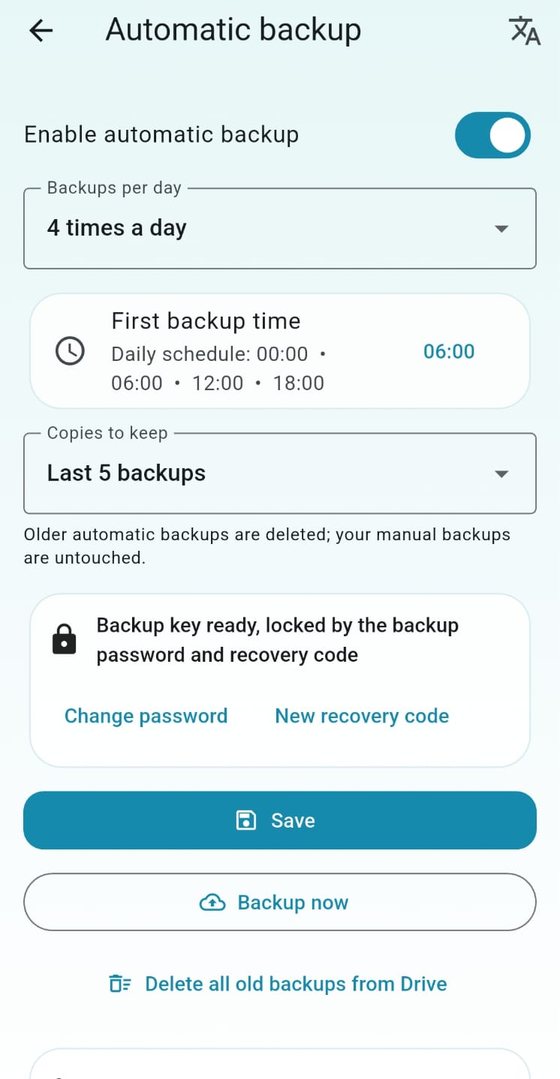 Automatic backup
Enable automatic backup
Backups per day
4 times a day
First backup time
Daily schedule: 00:00 •
06:00 • 12:00 • 18:00
06:00
Copies to keep
Last 5 backups
Older automatic backups are deleted; your manual backups
are untouched.
Backup key ready, locked by the backup
password and recovery code
Change password
New recovery code
Save
Backup now
Delete all old backups from Drive